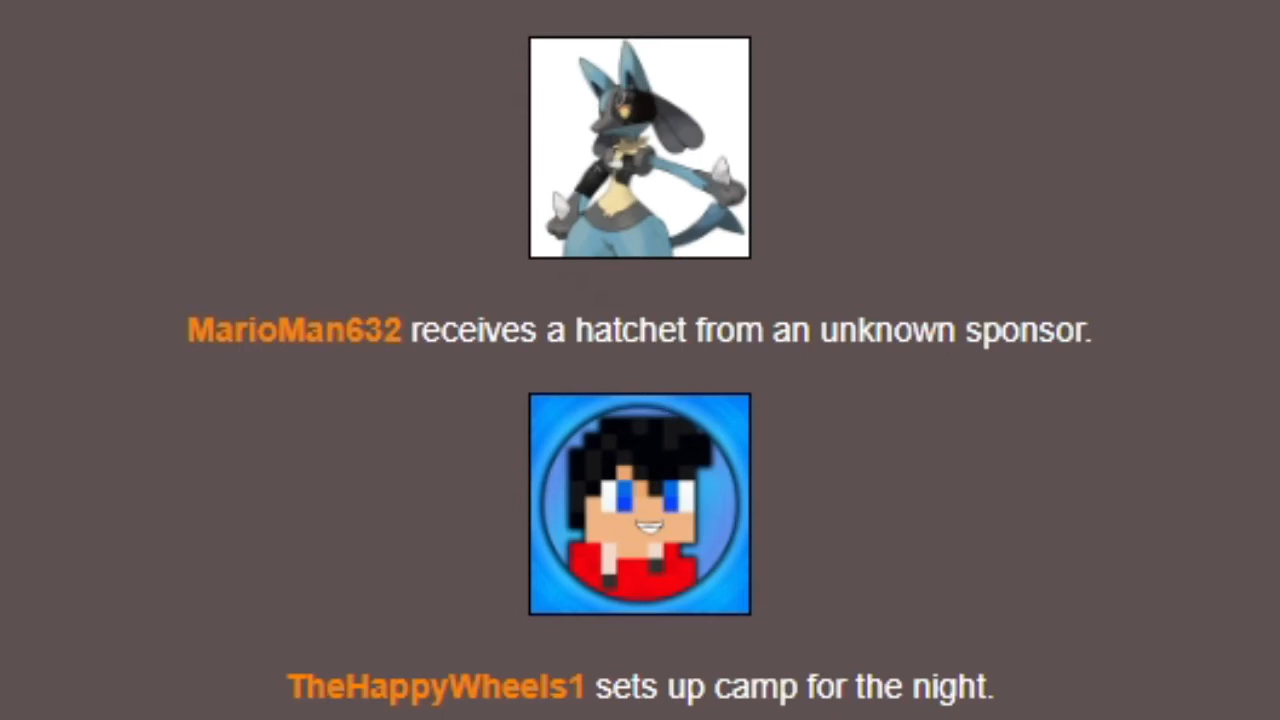 MarioMan632 receives a hatchet from an unknown sponsor.
TheHappyWheels1 sets up camp for the night.